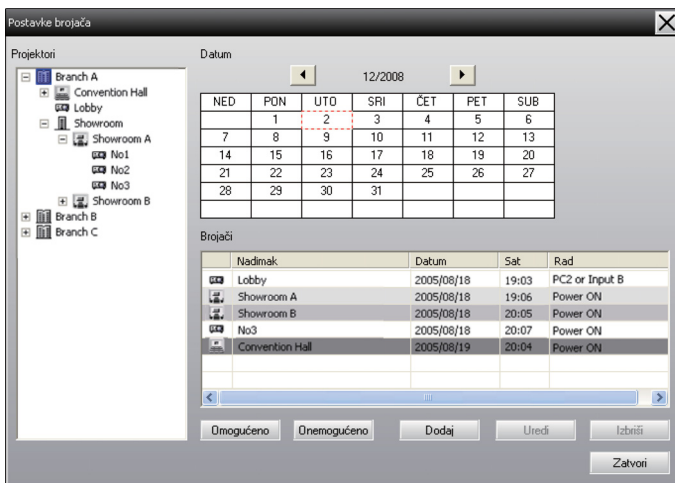 Postavke brojača
Projektori
Branch A
Convention Hall
Lobby
Showroom
Showroom A
No1
No2
No3
Showroom B
Branch B
Branch C
Datum
12/2008
NED PON UTO SRI ČET PET SUB
1 2 3 4 5 6
7 8 9 10 11 12 13
14 15 16 17 18 19 20
21 22 23 24 25 26 27
28 29 30 31
Brojači
Nadimak Datum Sat Rad
Lobby 2005/08/18 19:03 PC2 or Input B
Showroom A 2005/08/18 19:06 Power ON
Showroom B 2005/08/18 20:05 Power ON
No3 2005/08/18 20:07 Power ON
Convention Hall 2005/08/19 20:04 Power ON
Omogućeno Onemogućeno Dodaj Uredi Izbriši
Zatvori